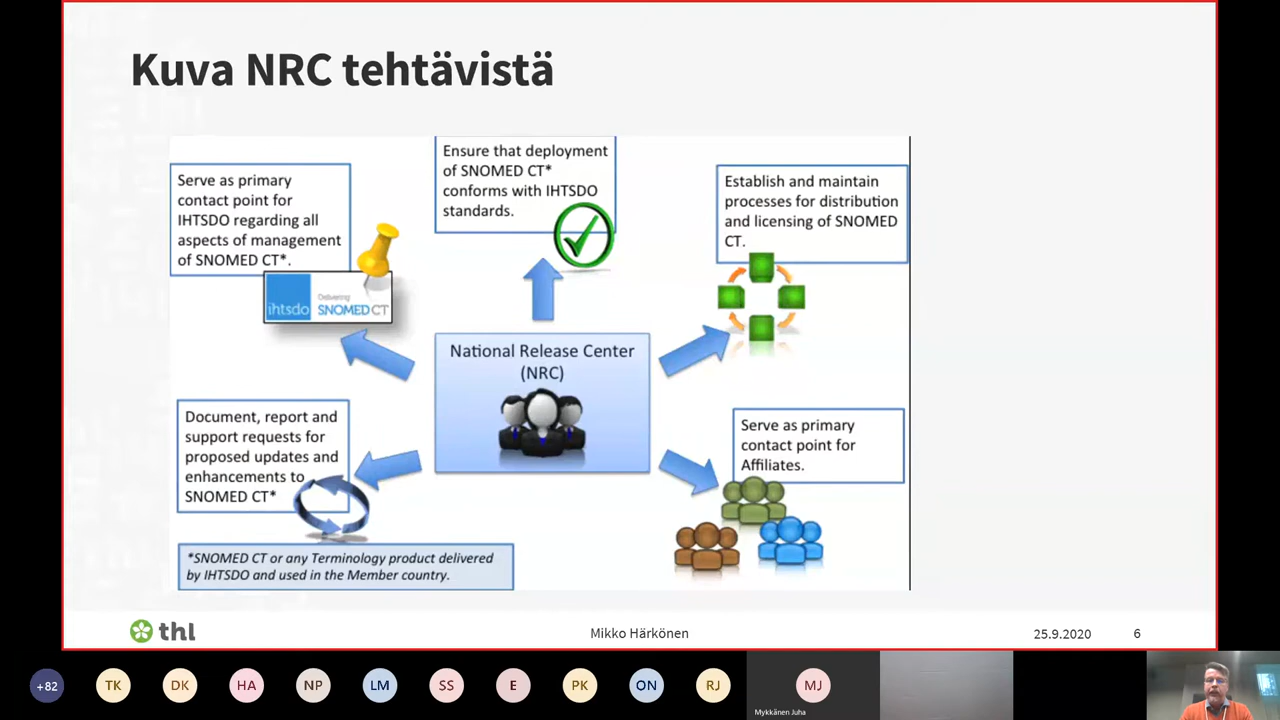 Kuva NRC tehtävistä
Serve as primary
contact point for
IHTSDO regarding all
aspects of management
of SNOMED CT*.
ihtsdo
Delivering
SNOMED CT
Ensure that deployment
of SNOMED CT*
conforms with IHTSDO
standards.
Establish and maintain
processes for distribution
and licensing of SNOMED
CT.
National Release Center
(NRC)
Document, report and
support requests for
proposed updates and
enhancements to
SNOMED CT*
Serve as primary
contact point for
Affiliates.
*SNOMED CT or any Terminology product delivered
by IHTSDO and used in the Member country.
thl
Mikko Härkönen
25.9.2020
6
+82
TK
DK
HA
NP
LM
SS
E
PK
ON
RJ
MJ
Mykkänen Juha